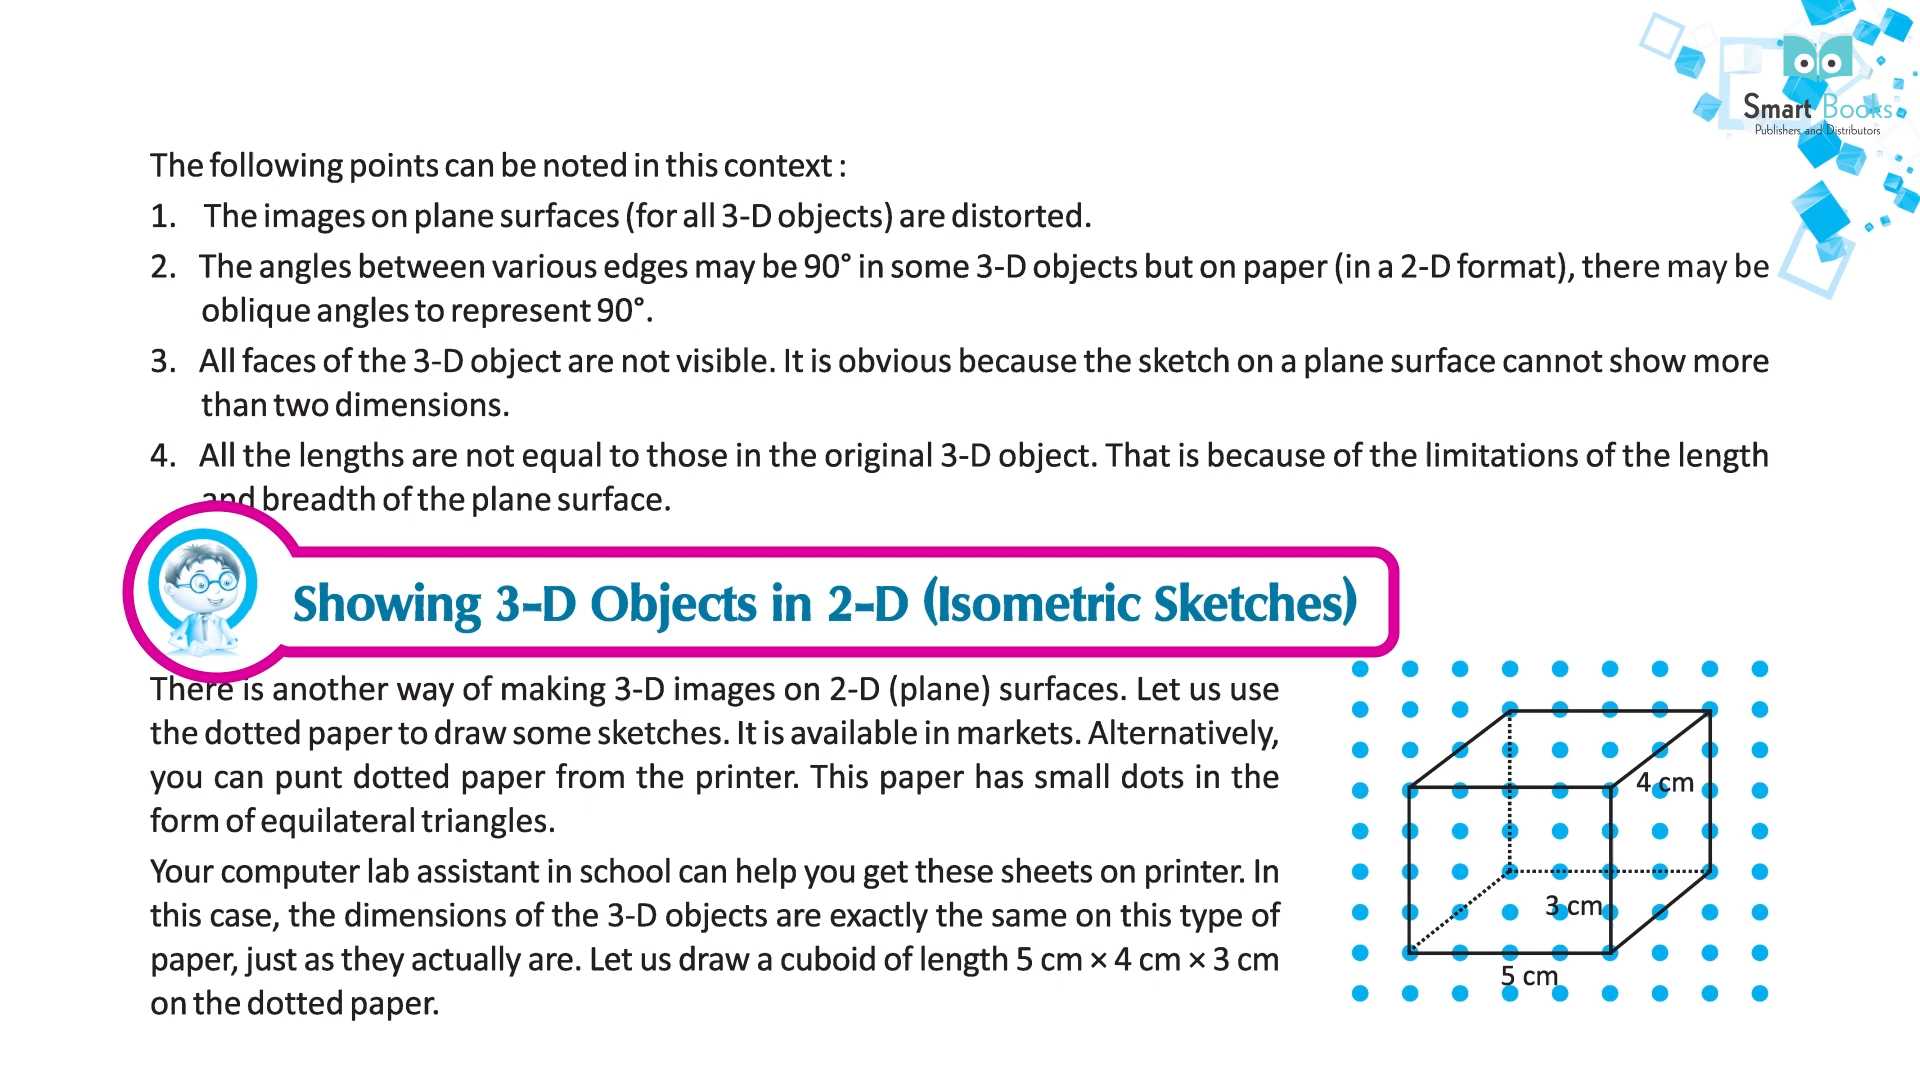 Smart Books
Publishers and Distributors
The following points can be noted in this context :
1. The images on plane surfaces (for all 3-D objects) are distorted.
2. The angles between various edges may be 90° in some 3-D objects but on paper (in a 2-D format), there may be
oblique angles to represent 90°.
3. All faces of the 3-D object are not visible. It is obvious because the sketch on a plane surface cannot show more
than two dimensions.
4. All the lengths are not equal to those in the original 3-D object. That is because of the limitations of the length
and breadth of the plane surface.
Showing 3-D Objects in 2-D (Isometric Sketches)
There is another way of making 3-D images on 2-D (plane) surfaces. Let us use
the dotted paper to draw some sketches. It is available in markets. Alternatively,
you can punt dotted paper from the printer. This paper has small dots in the
form of equilateral triangles.
Your computer lab assistant in school can help you get these sheets on printer. In
this case, the dimensions of the 3-D objects are exactly the same on this type of
paper, just as they actually are. Let us draw a cuboid of length 5 cm × 4 cm × 3 cm
on the dotted paper.
4 cm
3 cm
5 cm